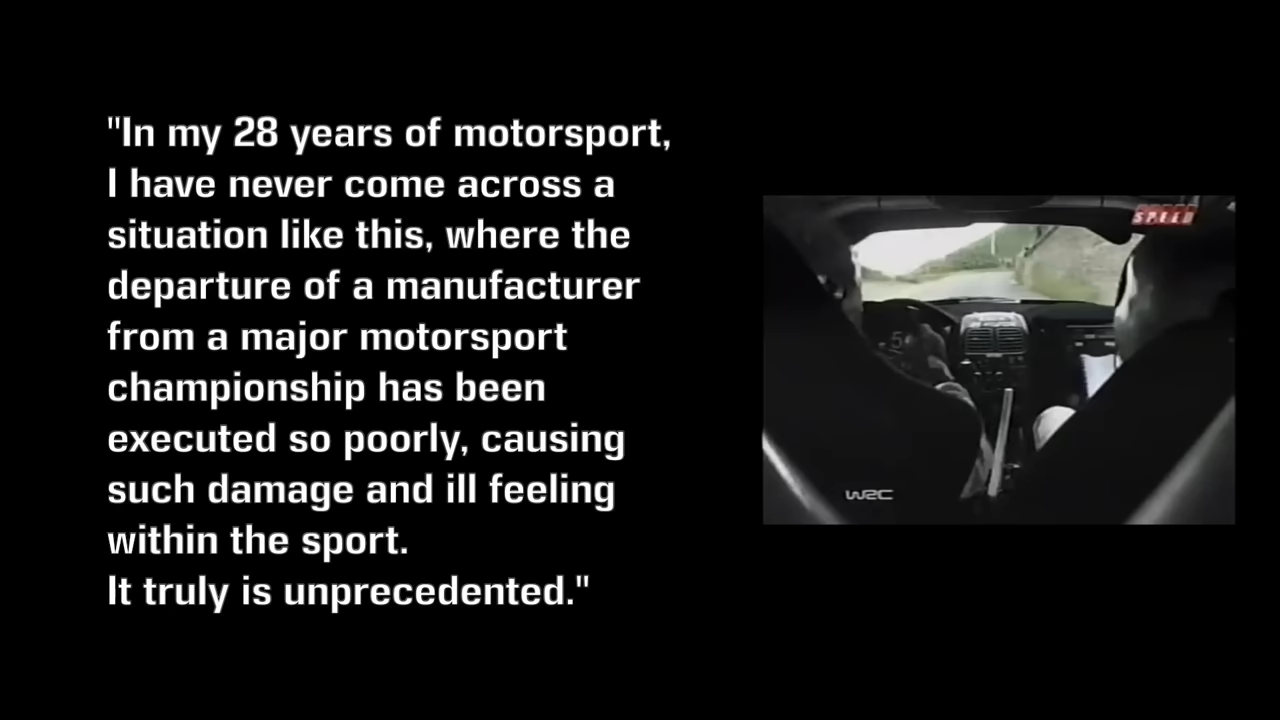 "In my 28 years of motorsport,
I have never come across a
situation like this, where the
departure of a manufacturer
from a major motorsport
championship has been
executed so poorly, causing
such damage and ill feeling
within the sport.
It truly is unprecedented."
SPEED
5
WRC